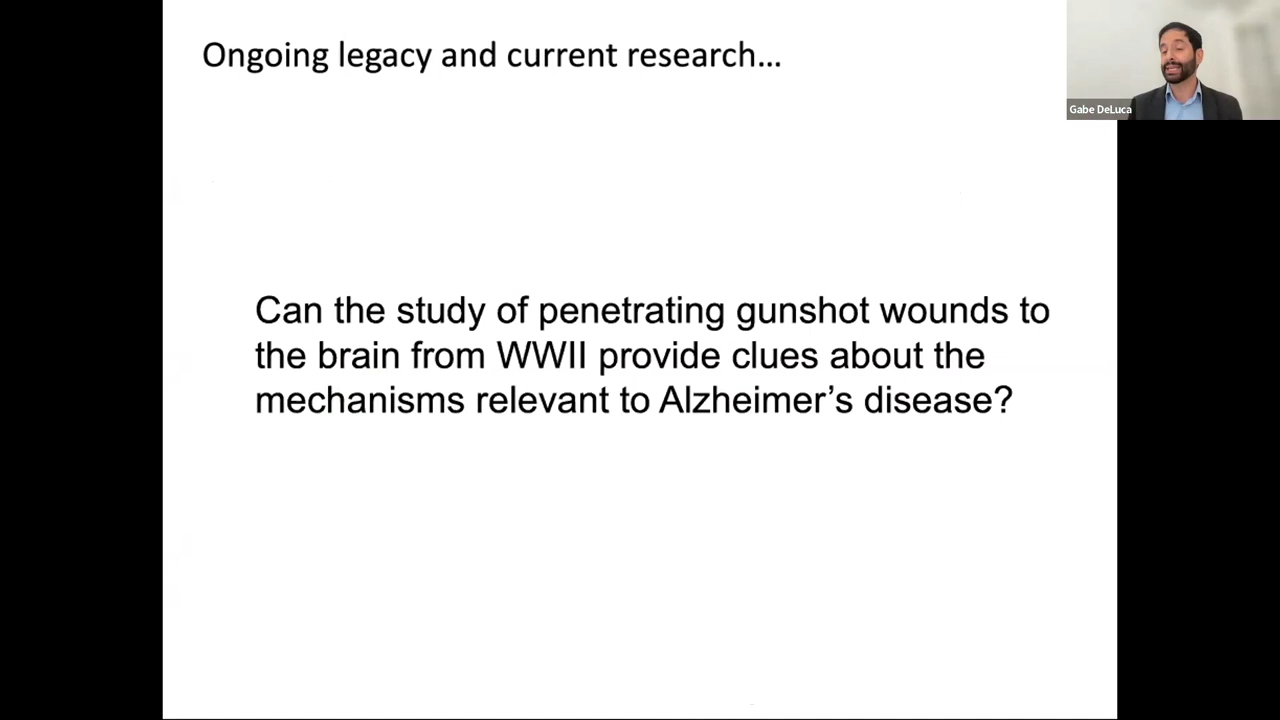 Ongoing legacy and current research...
Gabe DeLuca
Can the study of penetrating gunshot wounds to
the brain from WWII provide clues about the
mechanisms relevant to Alzheimer’s disease?